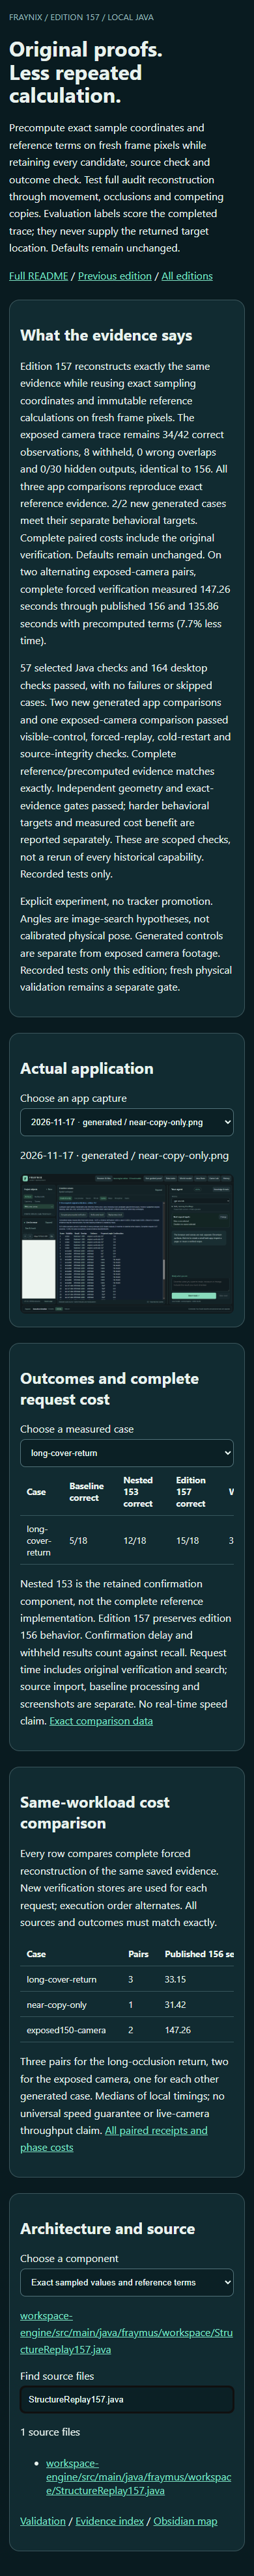 FRAYNIX / EDITION 157 / LOCAL JAVA
Original proofs.
Less repeated
calculation.
Precompute exact sample coordinates and
reference terms on fresh frame pixels while
retaining every candidate, source check and
outcome check. Test full audit reconstruction
through movement, occlusions and competing
copies. Evaluation labels score the completed
trace; they never supply the returned target
location. Defaults remain unchanged.
Full README / Previous edition / All editions
What the evidence says
Edition 157 reconstructs exactly the same
evidence while reusing exact sampling
coordinates and immutable reference
calculations on fresh frame pixels. The
exposed camera trace remains 34/42 correct
observations, 8 withheld, 0 wrong overlaps
and 0/30 hidden outputs, identical to 156. All
three app comparisons reproduce exact
reference evidence. 2/2 new generated cases
meet their separate behavioral targets.
Complete paired costs include the original
verification. Defaults remain unchanged. On
two alternating exposed-camera pairs,
complete forced verification measured 147.26
seconds through published 156 and 135.86
seconds with precomputed terms (7.7% less
time).
57 selected Java checks and 164 desktop
checks passed, with no failures or skipped
cases. Two new generated app comparisons
and one exposed-camera comparison passed
visible-control, forced-replay, cold-restart and
source-integrity checks. Complete
reference/precomputed evidence matches
exactly. Independent geometry and exact-
evidence gates passed; harder behavioral
targets and measured cost benefit are
reported separately. These are scoped checks,
not a rerun of every historical capability.
Recorded tests only.
Explicit experiment, no tracker promotion.
Angles are image-search hypotheses, not
calibrated physical pose. Generated controls
are separate from exposed camera footage.
Recorded tests only this edition; fresh physical
validation remains a separate gate.
Actual application
Choose an app capture
2026-11-17 · generated / near-copy-only.png
2026-11-17 · generated / near-copy-only.png
Outcomes and complete
request cost
Choose a measured case
long-cover-return
Case Baseline correct Nested 153 correct Edition 157 correct W
long-cover-return 5/18 12/18 15/18 3
Nested 153 is the retained confirmation
component, not the complete reference
implementation. Edition 157 preserves edition
156 behavior. Confirmation delay and
withheld results count against recall. Request
time includes original verification and search;
source import, baseline processing and
screenshots are separate. No real-time speed
claim. Exact comparison data
Same-workload cost
comparison
Every row compares complete forced
reconstruction of the same saved evidence.
New verification stores are used for each
request; execution order alternates. All
sources and outcomes must match exactly.
Case Pairs Published 156 se
long-cover-return 3 33.15
near-copy-only 1 31.42
exposed150-camera 2 147.26
Three pairs for the long-occlusion return, two
for the exposed camera, one for each other
generated case. Medians of local timings; no
universal speed guarantee or live-camera
throughput claim. All paired receipts and
phase costs
Architecture and source
Choose a component
Exact sampled values and reference terms
workspace-
engine/src/main/java/fraymus/workspace/Stru
ctureReplay157.java
Find source files
StructureReplay157.java
1 source files
workspace-
engine/src/main/java/fraymus/workspac
e/StructureReplay157.java
Validation / Evidence index / Obsidian map